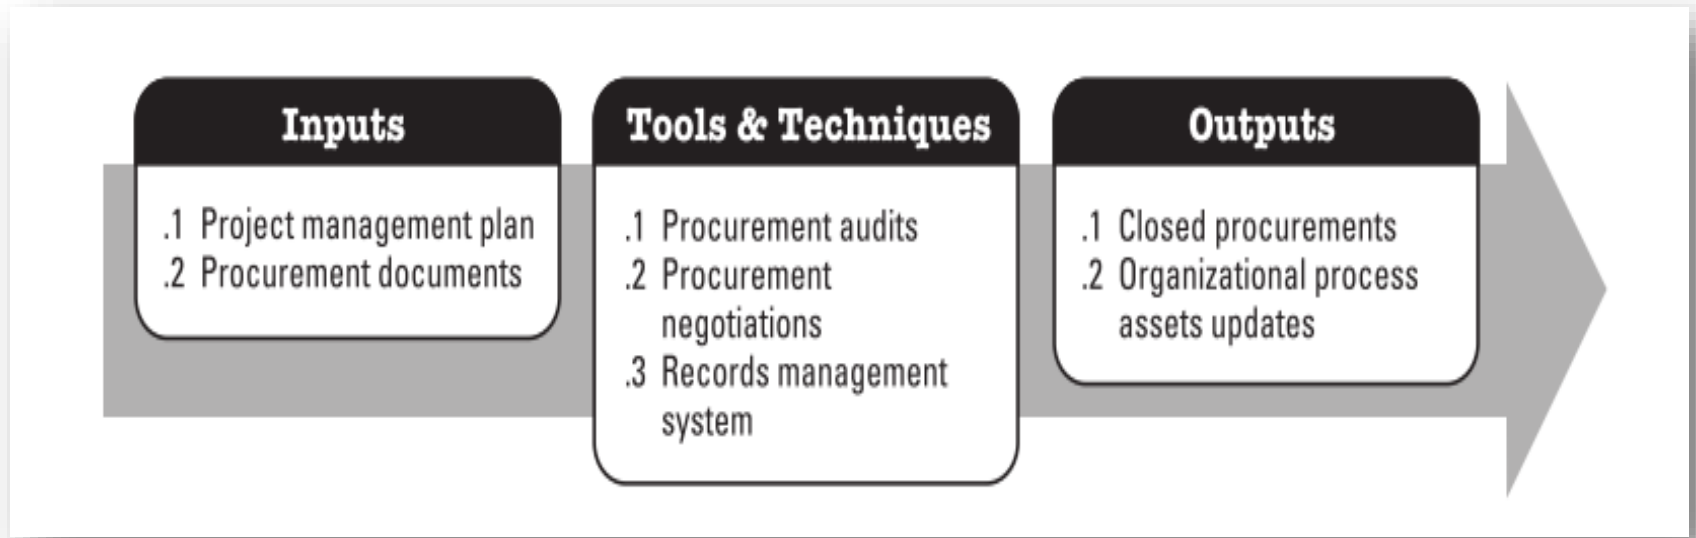 Inputs
.1 Project management plan
.2 Procurement documents
Tools & Techniques
.1 Procurement audits
.2 Procurement
negotiations
.3 Records management
system
Outputs
.1 Closed procurements
.2 Organizational process
assets updates